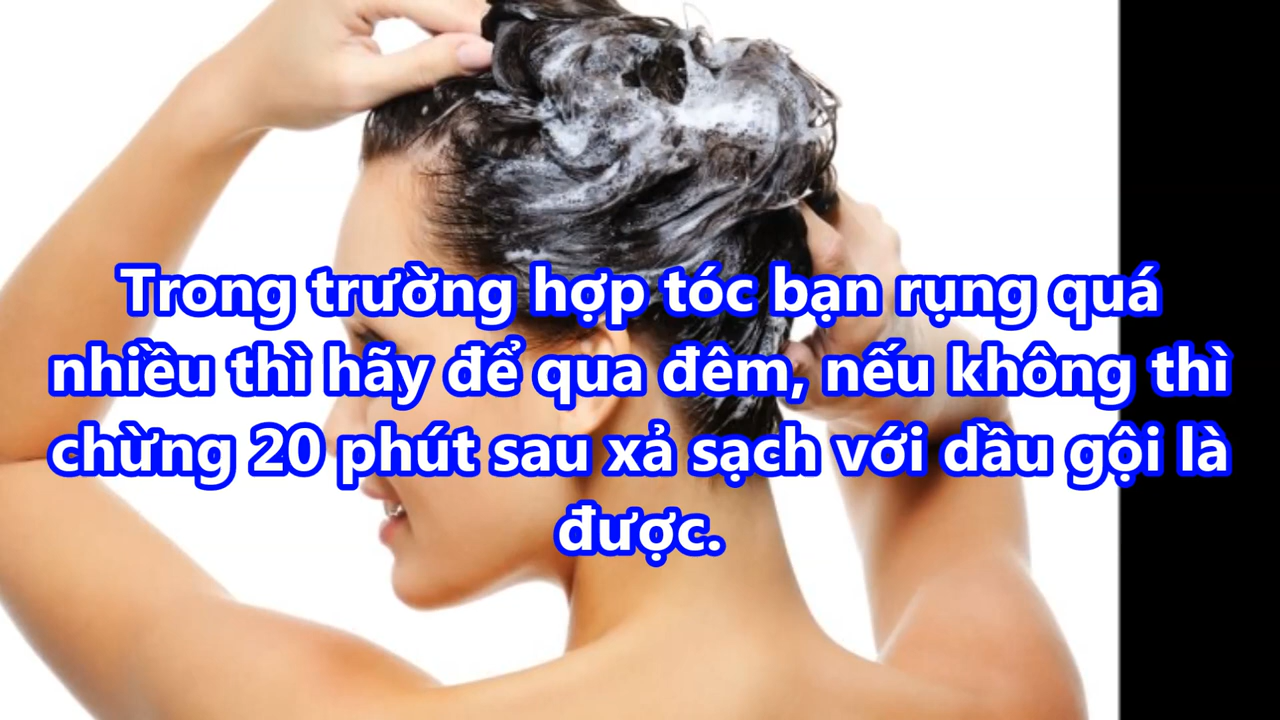 Trong trường hợp tóc bạn rụng quá
nhiều thì hãy để qua đêm, nếu không thì
chừng 20 phút sau xả sạch với dầu gội là
được.